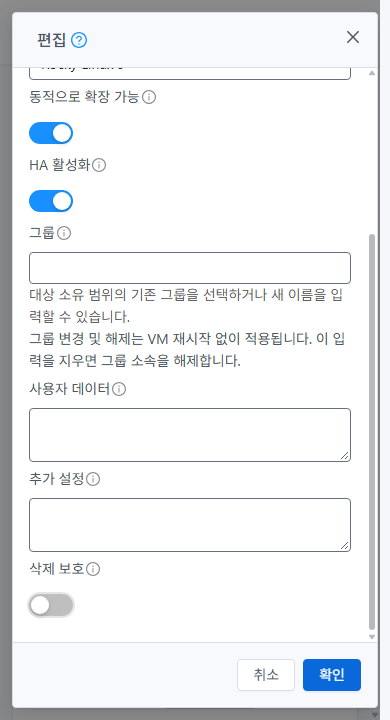 편집
동적으로 확장 가능
HA 활성화
그룹
대상 소유 범위의 기존 그룹을 선택하거나 새 이름을 입
력할 수 있습니다.
그룹 변경 및 해제는 VM 재시작 없이 적용됩니다. 이 입
력을 지우면 그룹 소속을 해제합니다.
사용자 데이터
추가 설정
삭제 보호
취소
확인